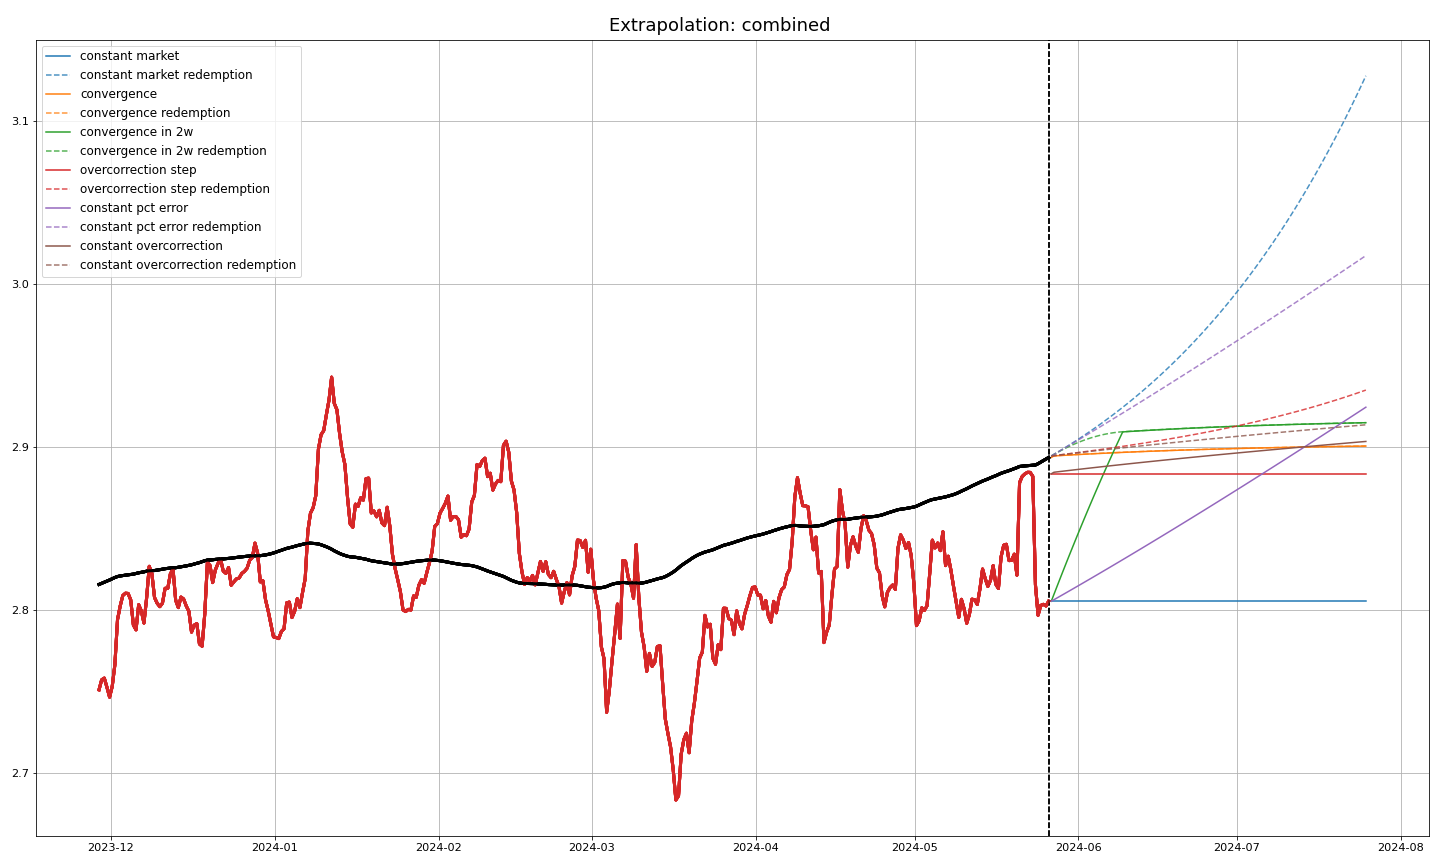 Extrapolation: combined
constant market
constant market redemption
convergence
convergence redemption
convergence in 2w
convergence in 2w redemption
overcorrection step
overcorrection step redemption
constant pct error
constant pct error redemption
constant overcorrection
constant overcorrection redemption
3.1
3.0
2.9
2.8
2.7
2023-12 2024-01 2024-02 2024-03 2024-04 2024-05 2024-06 2024-07 2024-08